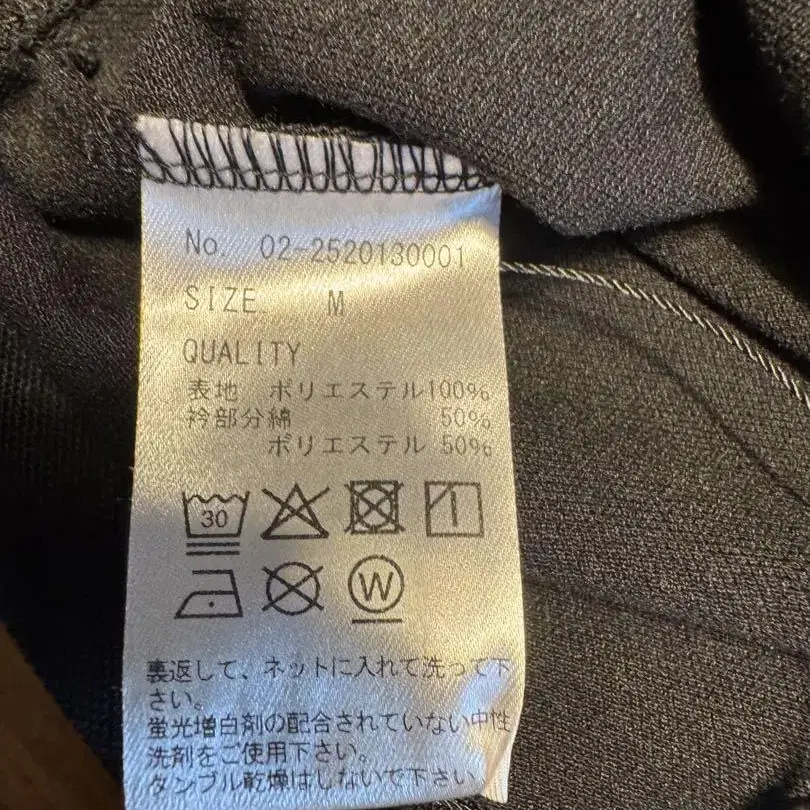 No. 02-2520130001
SIZE M
QUALITY
表地 ポリエステル100%
衿部分綿 50%
ポリエステル 50%
30
W
裏返して、ネットに入れて洗って下
さい。
蛍光増白剤の配合されていない中性
洗剤をご使用下さい。
タンブル乾燥はしないで下さい。